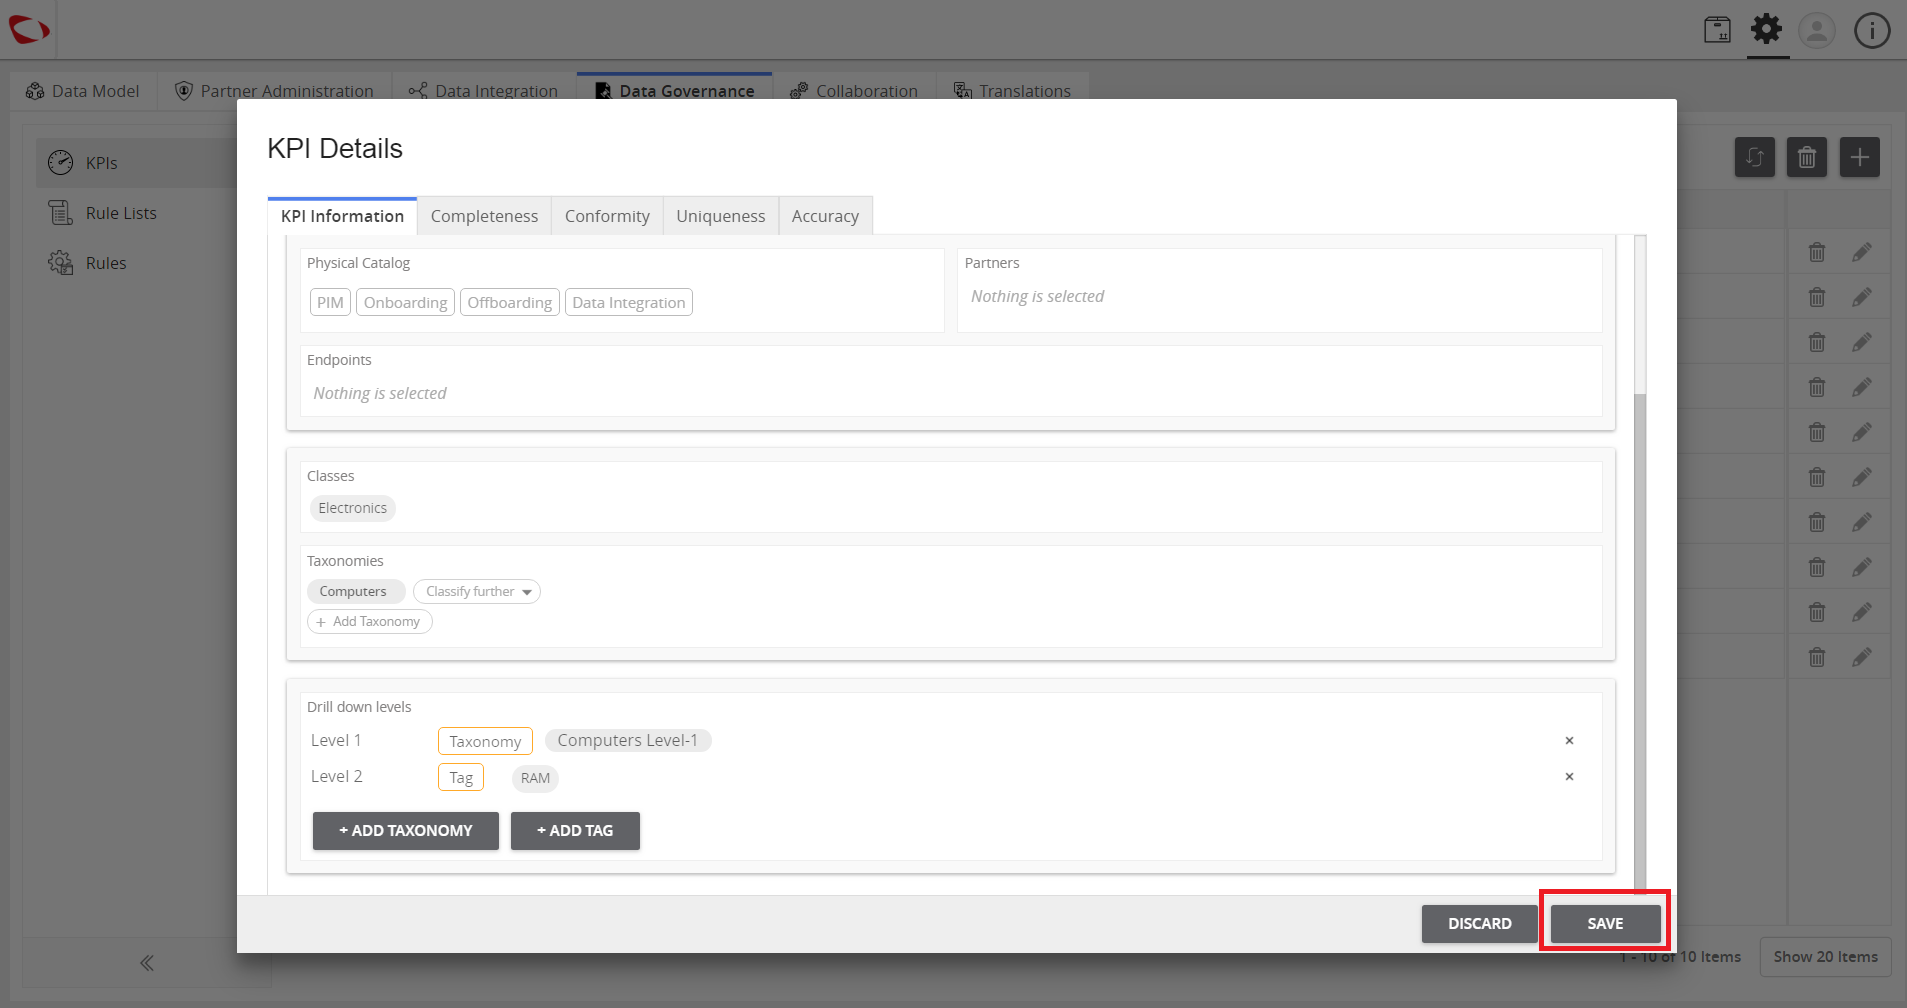 Data Model
Partner Administration
Data Integration
Data Governance
Collaboration
Translations
KPIs
Rule Lists
Rules
KPI Details
KPI Information
Completeness
Conformity
Uniqueness
Accuracy
Physical Catalog
PIM
Onboarding
Offboarding
Data Integration
Partners
Nothing is selected
Endpoints
Nothing is selected
Classes
Electronics
Taxonomies
Computers
Classify further
+ Add Taxonomy
Drill down levels
Level 1
Taxonomy
Computers Level-1
×
Level 2
Tag
RAM
×
+ ADD TAXONOMY
+ ADD TAG
DISCARD
SAVE
1 - 10 of 10 Items
Show 20 Items